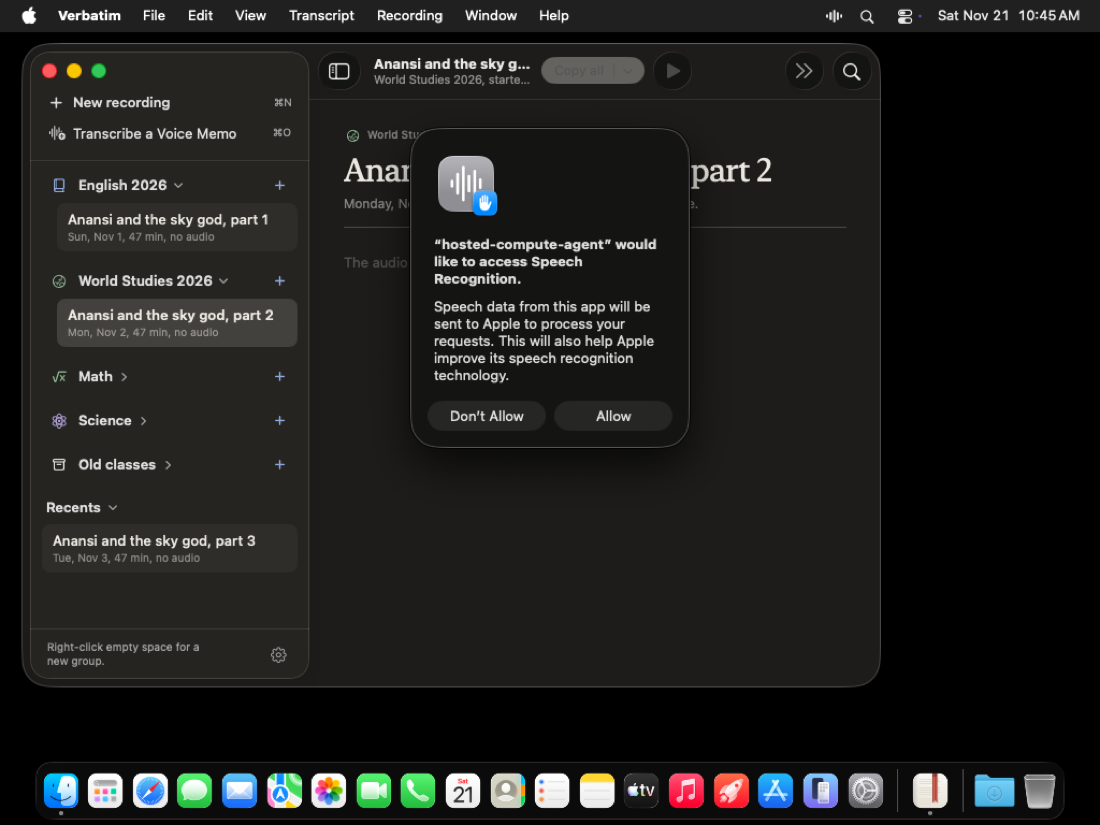 Verbatim File Edit View Transcript Recording Window Help Sat Nov 21 10:45 AM
New recording ⌘N
Transcribe a Voice Memo ⌘O
English 2026
Anansi and the sky god, part 1
Sun, Nov 1, 47 min, no audio
World Studies 2026
Anansi and the sky god, part 2
Mon, Nov 2, 47 min, no audio
Math
Science
Old classes
Recents
Anansi and the sky god, part 3
Tue, Nov 3, 47 min, no audio
Right-click empty space for a
new group.
Anansi and the sky g...
World Studies 2026, starte...
Copy all
World
part 2
Monday,
The audio
“hosted-compute-agent” would
like to access Speech
Recognition.
Speech data from this app will be
sent to Apple to process your
requests. This will also help Apple
improve its speech recognition
technology.
Don’t Allow Allow
Sat
21
tv